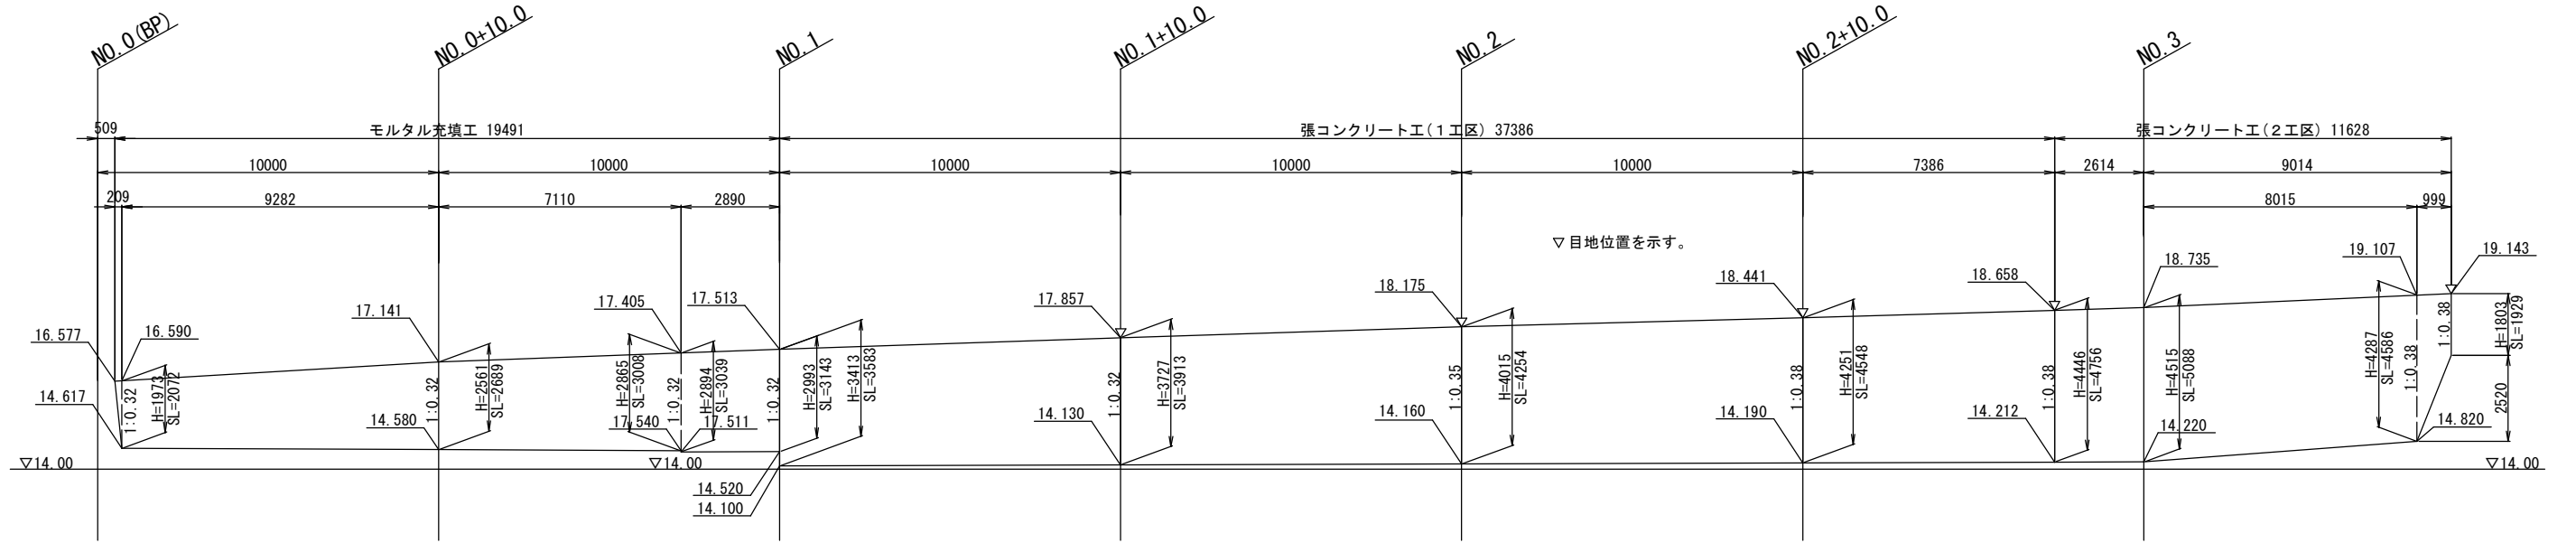 NO.0(BP)
NO.0+10.0
NO.1
NO.1+10.0
NO.2
NO.2+10.0
NO.3
509
モルタル充填工 19491
張コンクリート工(1工区) 37386
張コンクリート工(2工区) 11628
10000
10000
10000
10000
10000
7386
2614
9014
209
9282
7110
2890
8015
999
▽目地位置を示す。
16.577
16.590
17.141
17.405
17.513
17.857
18.175
18.441
18.658
18.735
19.107
19.143
1:0.32
H=1973
SL=2072
1:0.32
H=2561
SL=2689
H=2865
SL=3008
1:0.32
H=2894
SL=3039
1:0.32
H=2993
SL=3143
H=3413
SL=3583
1:0.32
H=3727
SL=3913
1:0.35
H=4015
SL=4254
1:0.38
H=4251
SL=4548
1:0.38
H=4446
SL=4756
H=4515
SL=5088
H=4287
SL=4586
1:0.38
1:0.38
H=1803
SL=1929
2520
14.617
14.580
17.540
17.511
14.130
14.160
14.190
14.212
14.220
14.820
▽14.00
▽14.00
▽14.00
14.520
14.100